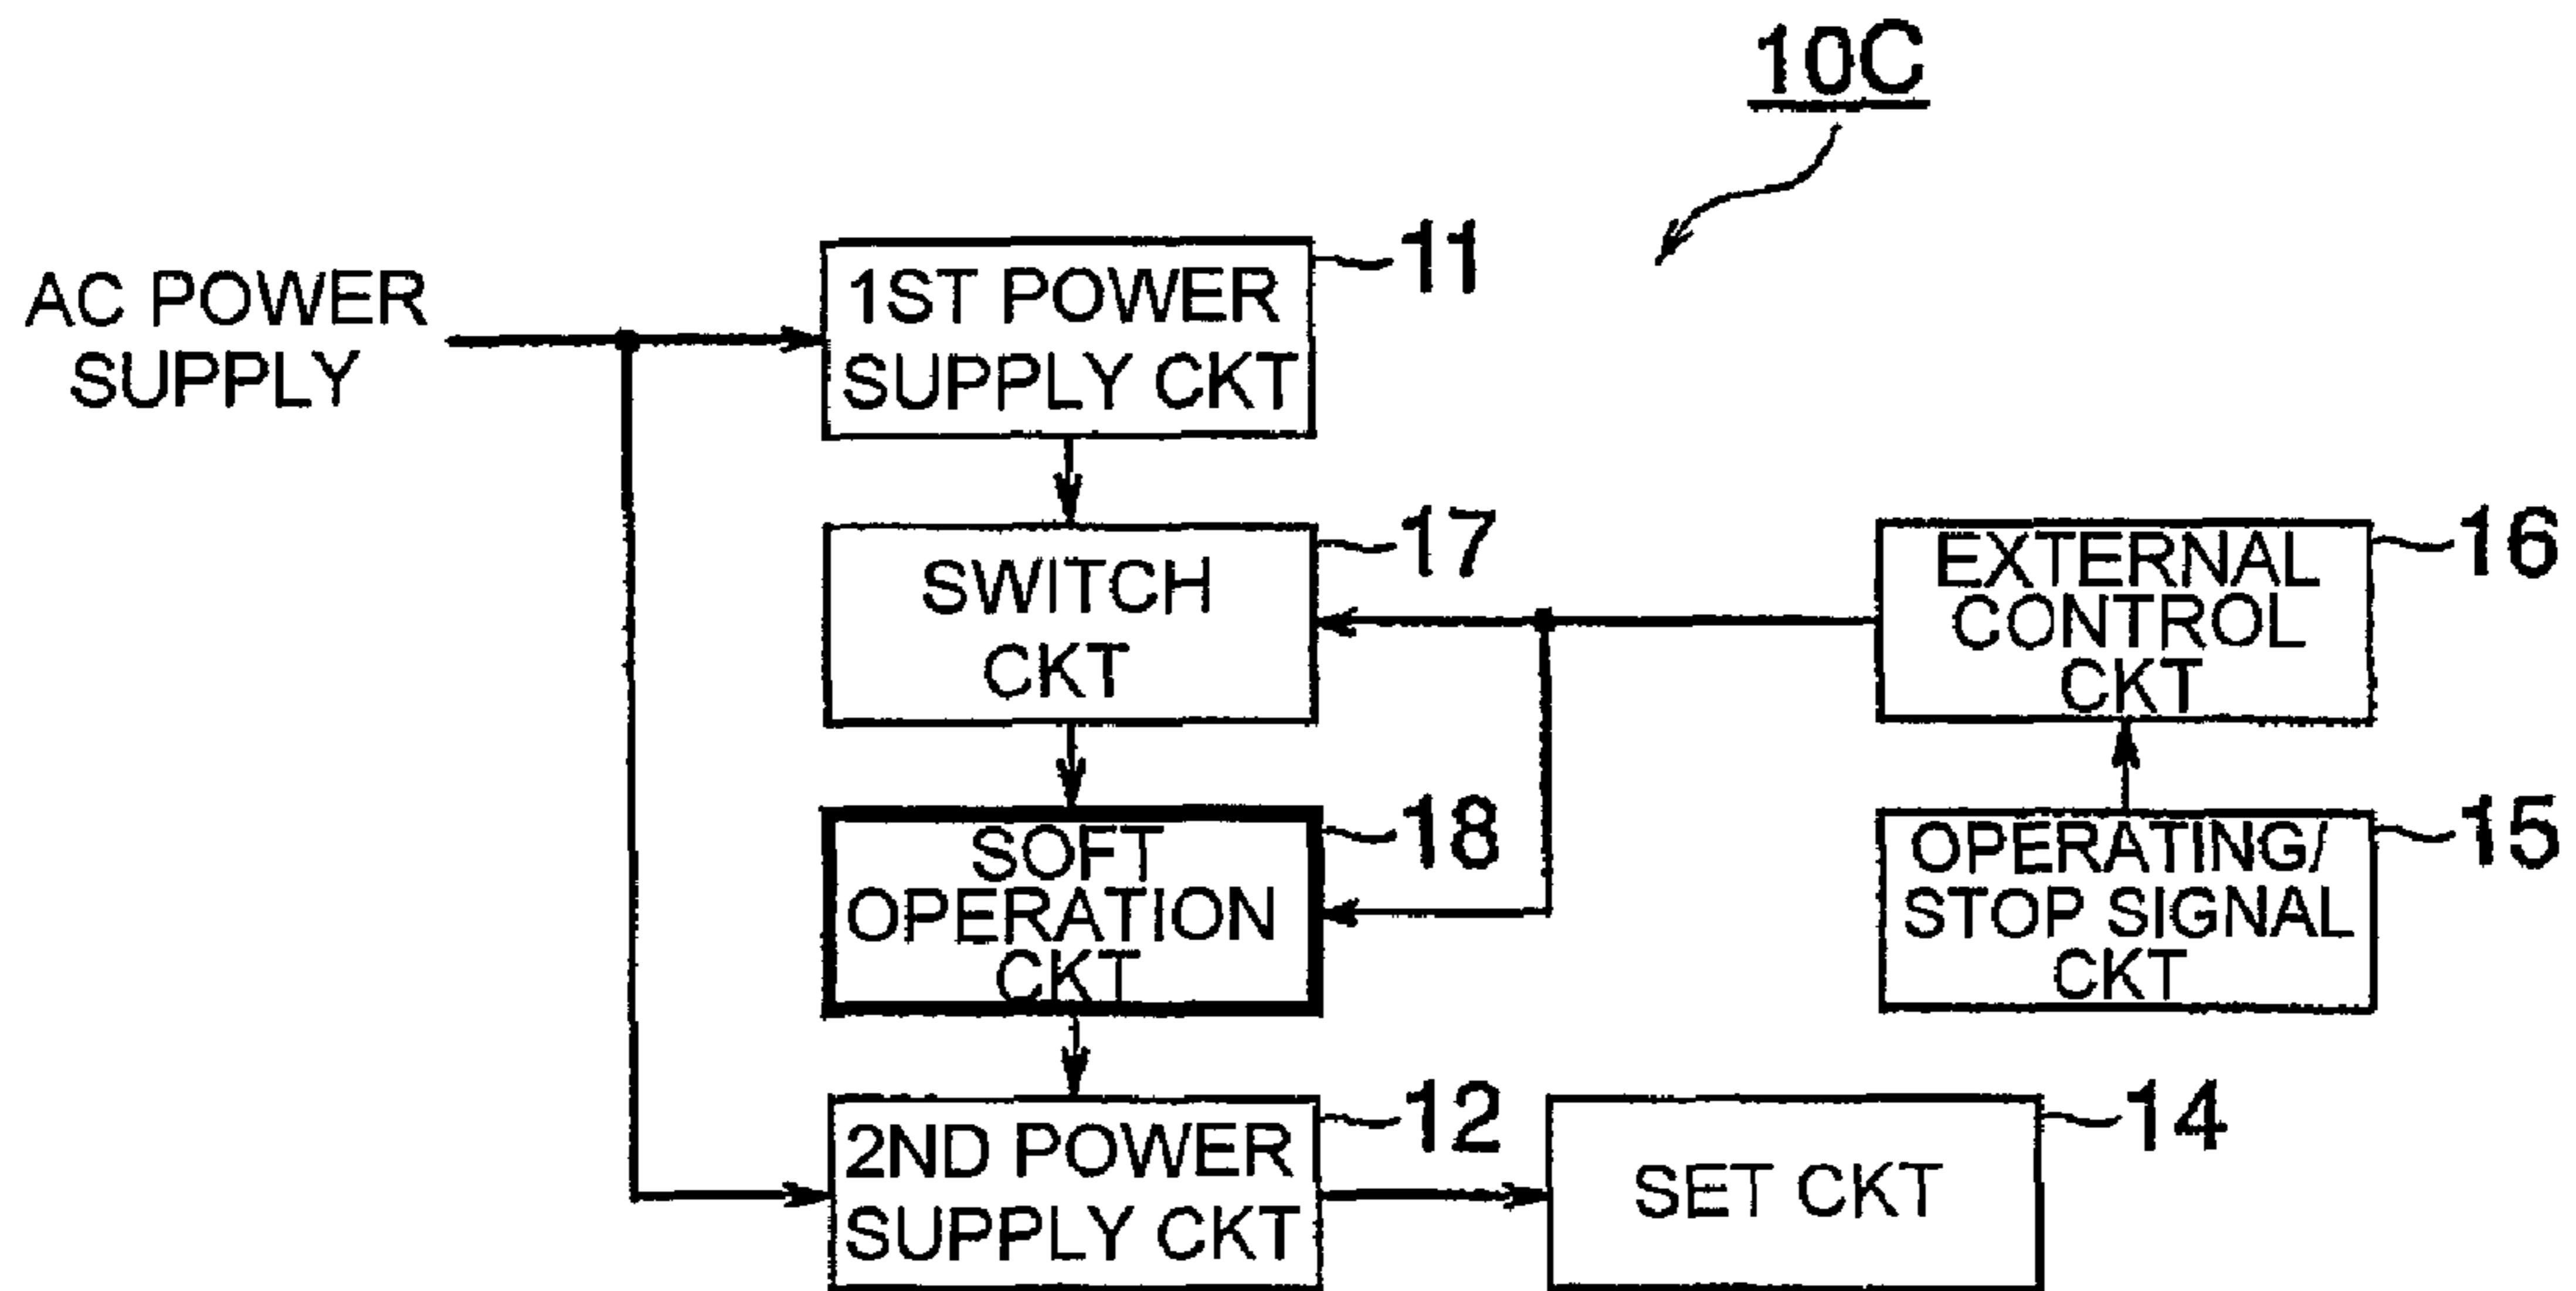 10C
AC POWER
SUPPLY
1ST POWER
SUPPLY CKT
11
SWITCH
CKT
17
EXTERNAL
CONTROL
CKT
16
SOFT
OPERATION
CKT
18
OPERATING/
STOP SIGNAL
CKT
15
2ND POWER
SUPPLY CKT
12
SET CKT
14